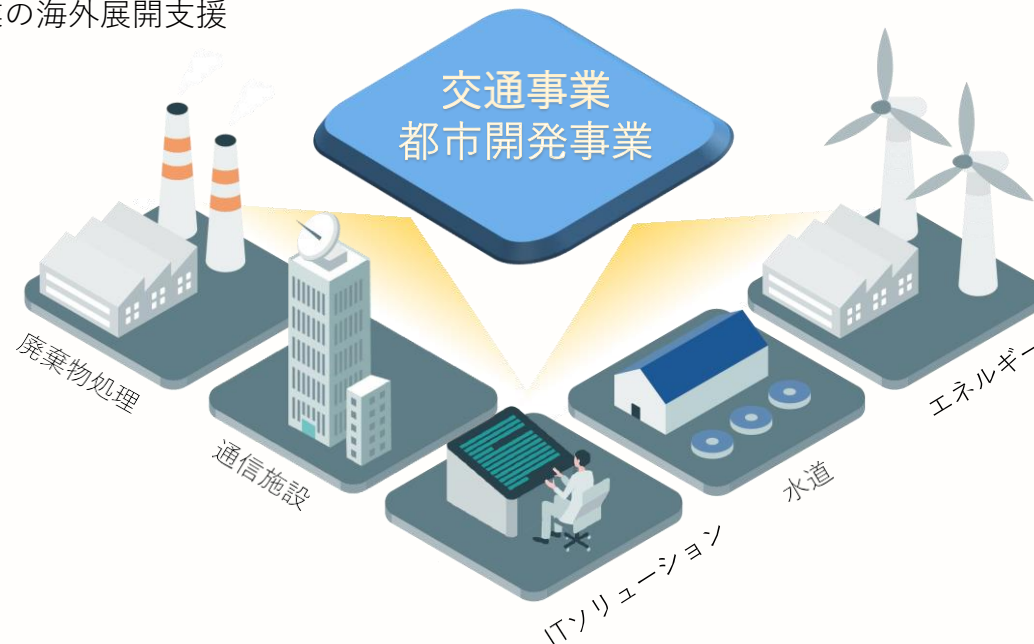 の海外展開支援
交通事業
都市開発事業
廃棄物処理
通信施設
ITソリューション
水道
エネルギー